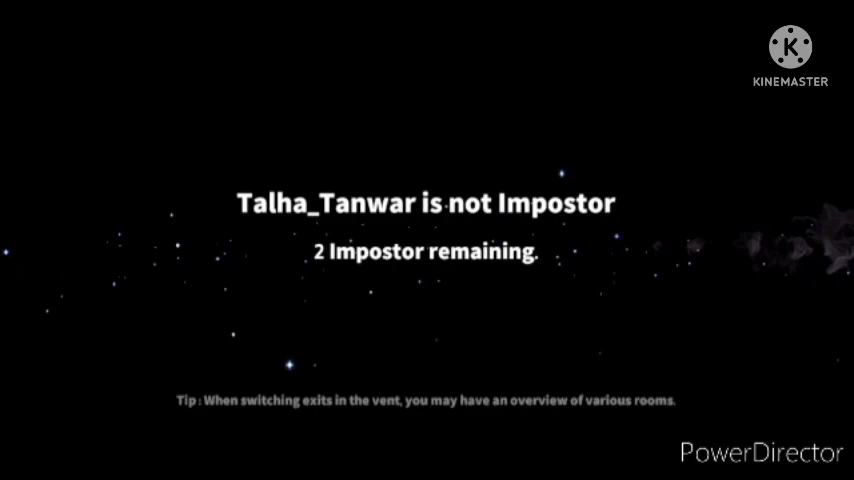 K
KINEMASTER
Talha_Tanwar is not Impostor
2 Impostor remaining.
Tip : When switching exits in the vent, you may have an overview of various rooms.
PowerDirector